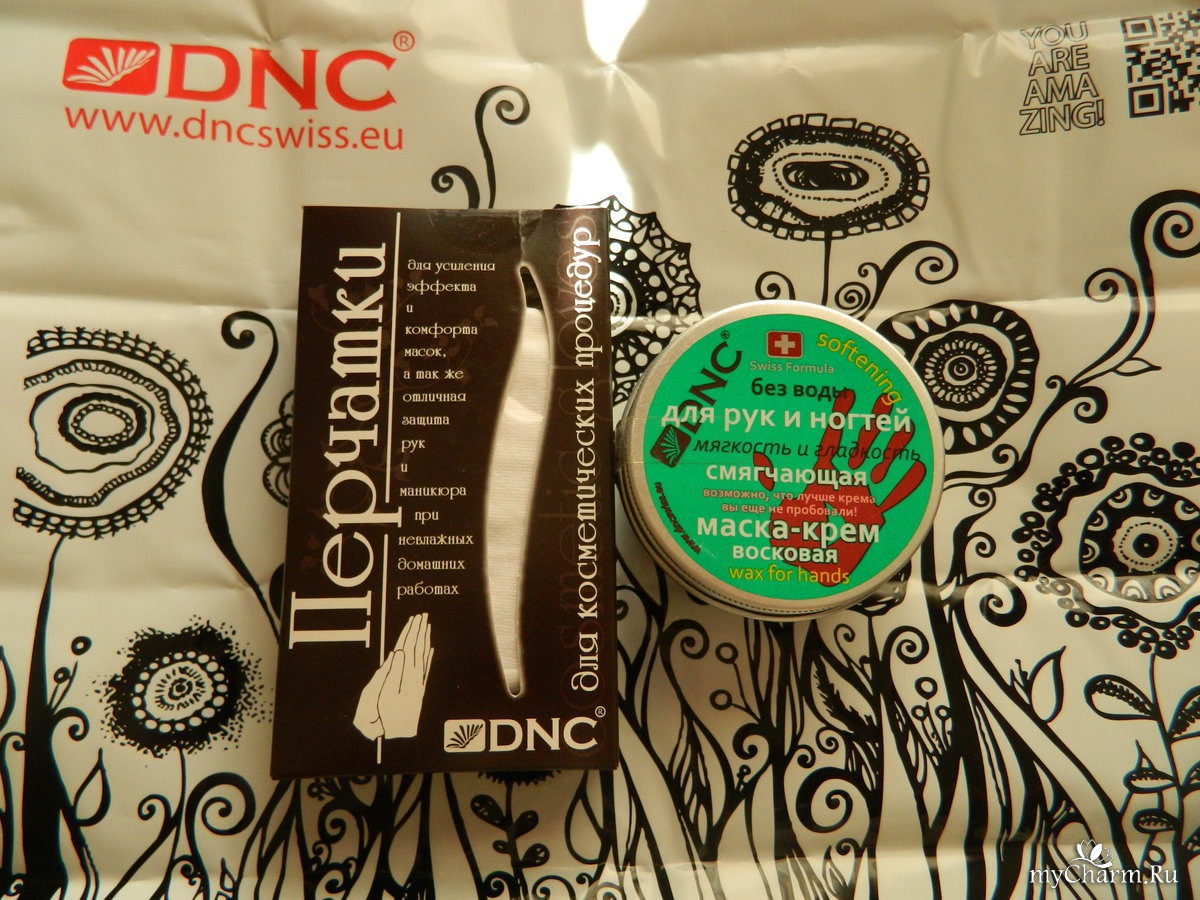 DNC®
www.dncswiss.eu
YOU
ARE
AMA
ZING!
Перчатки
для усиления
эффекта
и
комфорта
масок,
а так же
отличная
защита
рук
и
маникюра
при
невлажных
домашних
работах
для косметических процедур
DNC®
DNC®
Swiss Formula
softening
без воды
для рук и ногтей
мягкость и гладкость
смягчающая
возможно, что лучше крема
вы еще не пробовали!
маска-крем
восковая
wax for hands
myCharm.Ru